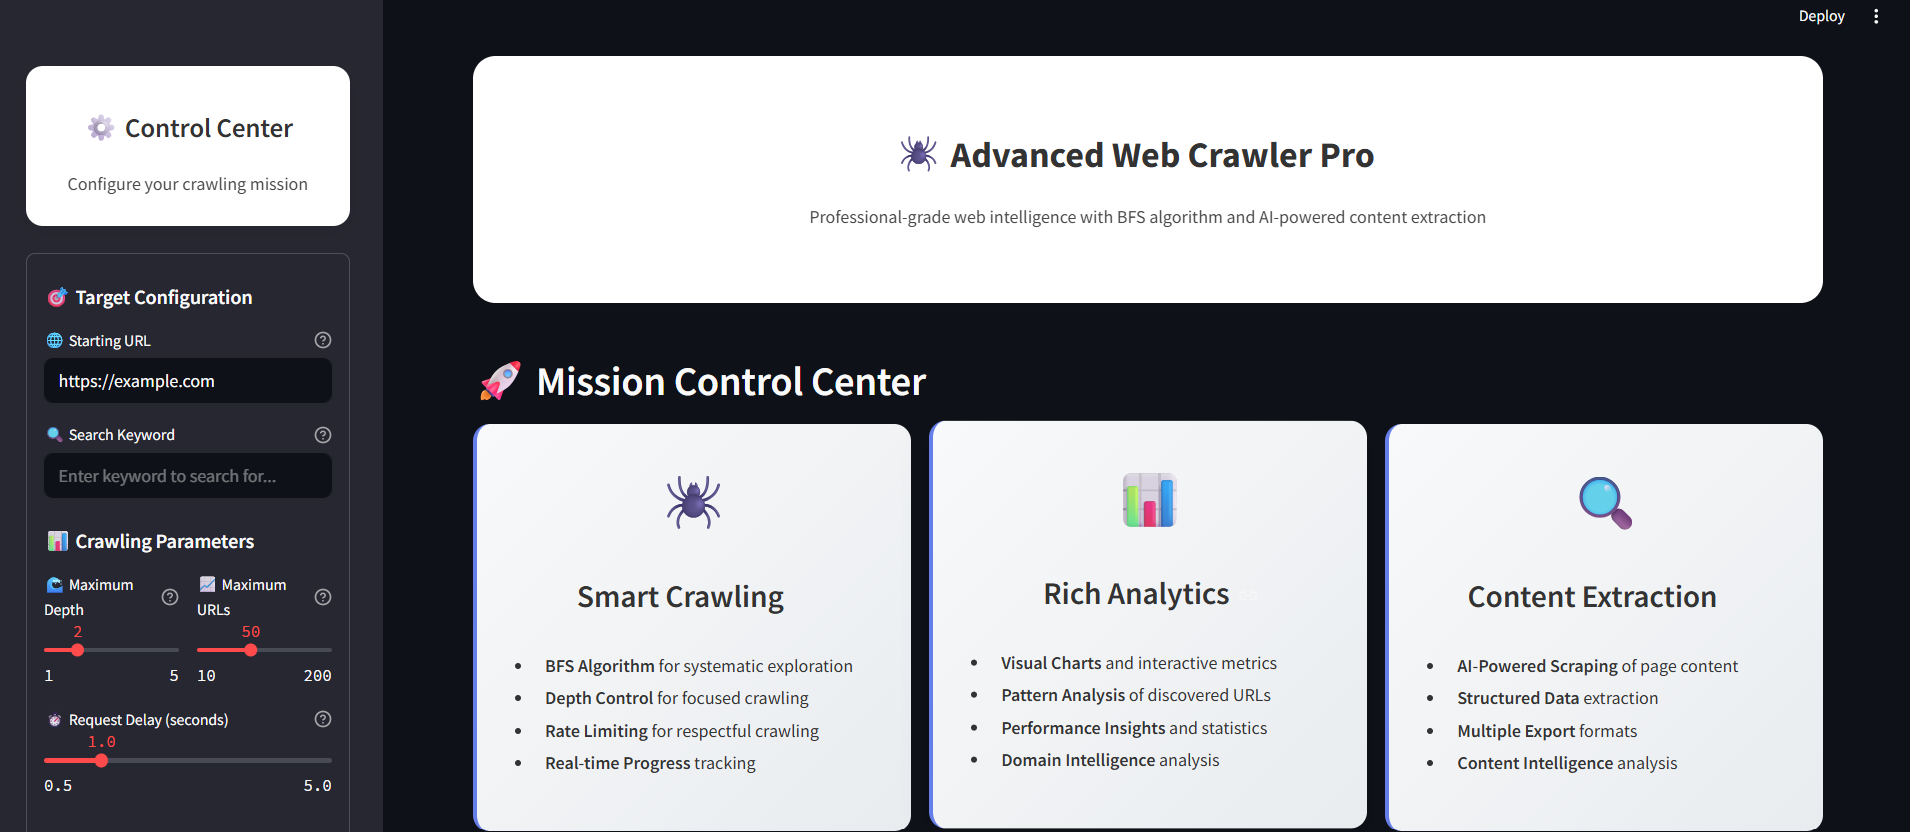 Deploy
Control Center
Configure your crawling mission
Target Configuration
Starting URL
https://example.com
Search Keyword
Enter keyword to search for...
Crawling Parameters
Maximum Depth
2
1 5
Maximum URLs
50
10 200
Request Delay (seconds)
1.0
0.5 5.0
Advanced Web Crawler Pro
Professional-grade web intelligence with BFS algorithm and AI-powered content extraction
Mission Control Center
Smart Crawling
BFS Algorithm for systematic exploration
Depth Control for focused crawling
Rate Limiting for respectful crawling
Real-time Progress tracking
Rich Analytics
Visual Charts and interactive metrics
Pattern Analysis of discovered URLs
Performance Insights and statistics
Domain Intelligence analysis
Content Extraction
AI-Powered Scraping of page content
Structured Data extraction
Multiple Export formats
Content Intelligence analysis